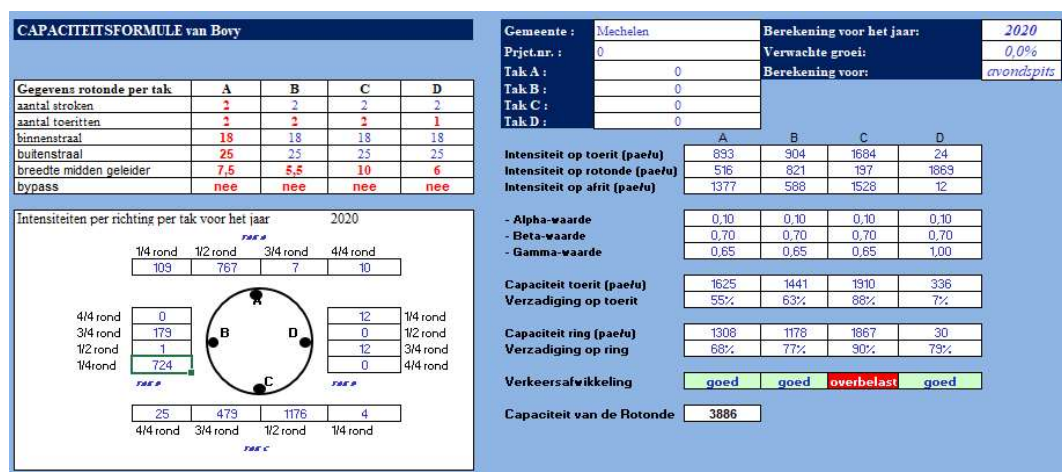 CAPACITEITSFORMULE van Bovy
Gegevens rotonde per tak A B C D
aantal stroken 2 2 2 2
aantal toeritten 2 2 2 1
binnenstraal 18 18 18 18
buitenstraal 25 25 25 25
breedte midden geleider 7,5 5,5 10 6
bypass nee nee nee nee
Intensiteiten per richting per tak voor het jaar 2020
TAK A
1/4 rond 1/2 rond 3/4 rond 4/4 rond
109 767 7 10
A
4/4 rond 0 12 1/4 rond
3/4 rond 179 B D 0 1/2 rond
1/2 rond 1 12 3/4 rond
1/4rond 724 0 4/4 rond
C
25 479 1176 4
4/4 rond 3/4 rond 1/2 rond 1/4 rond
TAK C
Gemeente : Mechelen Berekening voor het jaar: 2020
Prjct.nr. : 0 Verwachte groei: 0,0%
Tak A : 0 Berekening voor: avondspits
Tak B : 0
Tak C : 0
Tak D : 0
A B C D
Intensiteit op toerit (pae/u) 893 904 1684 24
Intensiteit op rotonde (pae/u) 516 821 197 1869
Intensiteit op afrit (pae/u) 1377 588 1528 12
- Alpha-waarde 0,10 0,10 0,10 0,10
- Beta-waarde 0,70 0,70 0,70 0,70
- Gamma-waarde 0,65 0,65 0,65 1,00
Capaciteit toerit (pae/u) 1625 1441 1910 336
Verzadiging op toerit 55% 63% 88% 7%
Capaciteit ring (pae/u) 1308 1178 1867 30
Verzadiging op ring 68% 77% 90% 79%
Verkeersafwikkeling goed goed overbelast goed
Capaciteit van de Rotonde 3886